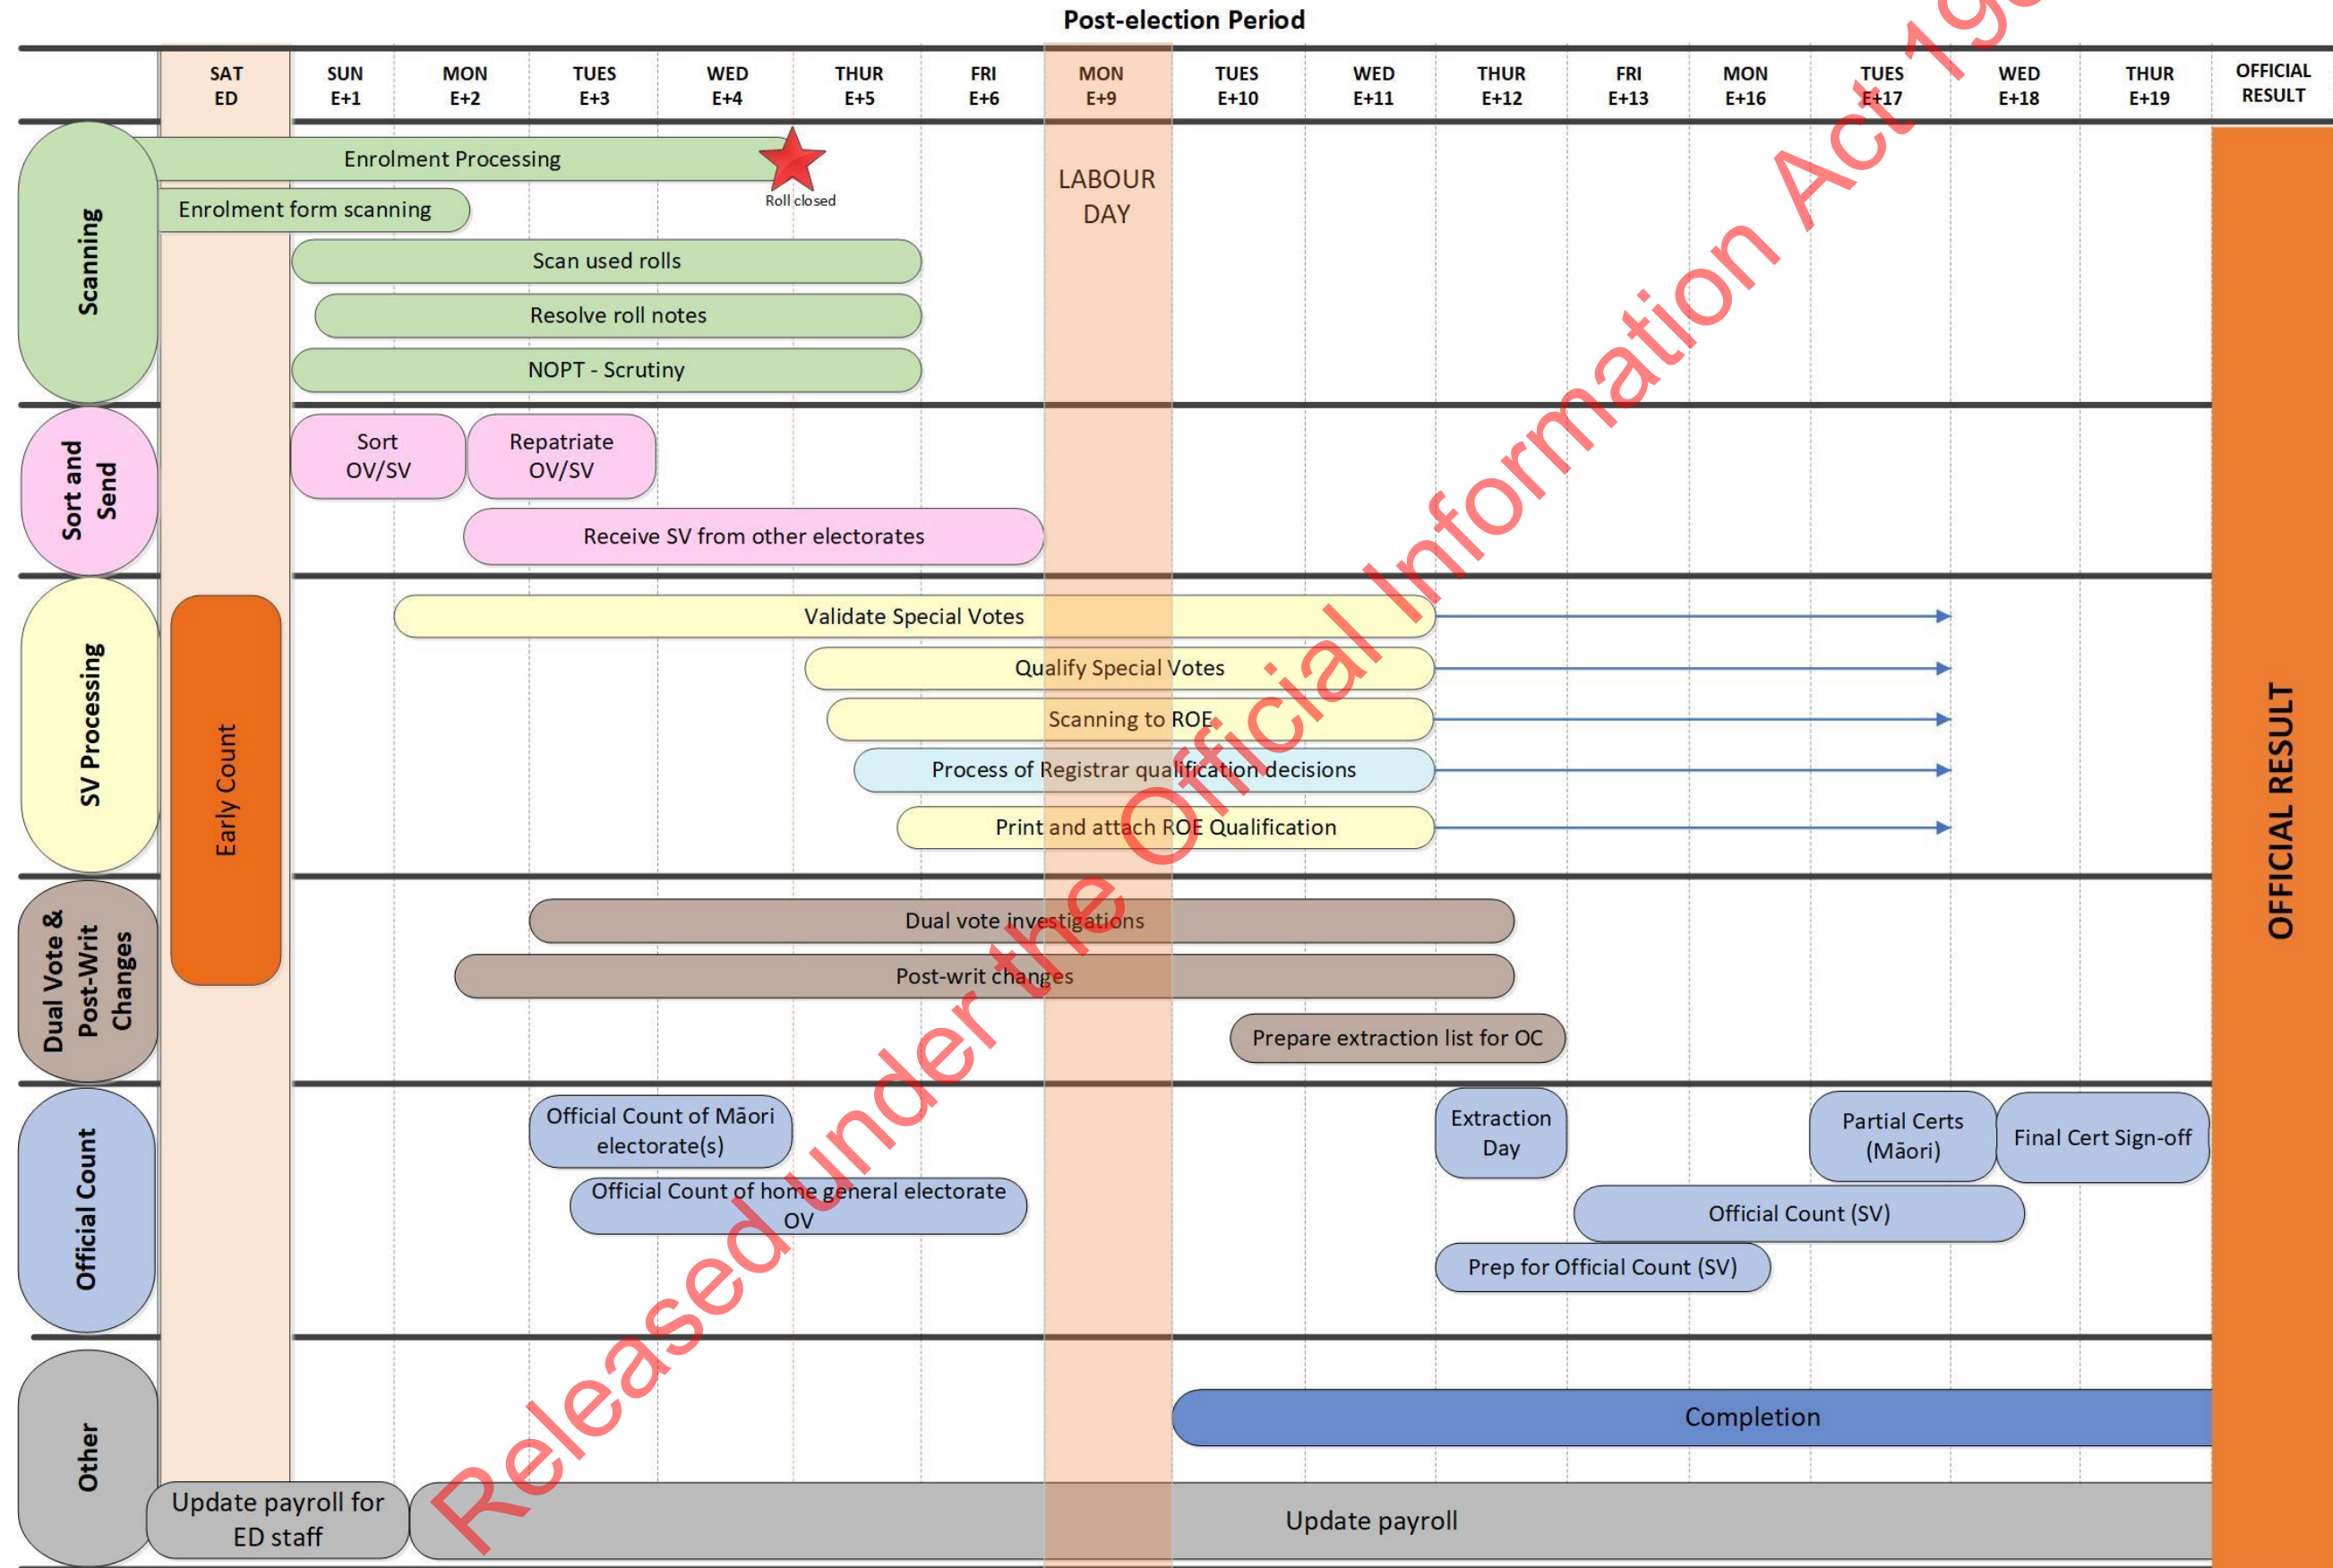 Post-election Period
SAT
ED
SUN
E+1
MON
E+2
TUES
E+3
WED
E+4
THUR
E+5
FRI
E+6
MON
E+9
TUES
E+10
WED
E+11
THUR
E+12
FRI
E+13
MON
E+16
TUES
E+17
WED
E+18
THUR
E+19
OFFICIAL
RESULT
Scanning
Enrolment Processing
Roll closed
Enrolment form scanning
Scan used rolls
Resolve roll notes
NOPT - Scrutiny
LABOUR
DAY
Sort and
Send
Sort
OV/SV
Repatriate
OV/SV
Receive SV from other electorates
SV Processing
Early Count
Validate Special Votes
Qualify Special Votes
Scanning to ROE
Process of Registrar qualification decisions
Print and attach ROE Qualification
Dual Vote &
Post-Writ
Changes
Dual vote investigations
Post-writ changes
Prepare extraction list for OC
Official Count
Official Count of Māori
electorate(s)
Official Count of home general electorate
OV
Extraction
Day
Partial Certs
(Māori)
Final Cert Sign-off
Official Count (SV)
Prep for Official Count (SV)
Other
Completion
Update payroll for
ED staff
Update payroll
OFFICIAL RESULT
Released under the Official Information Act